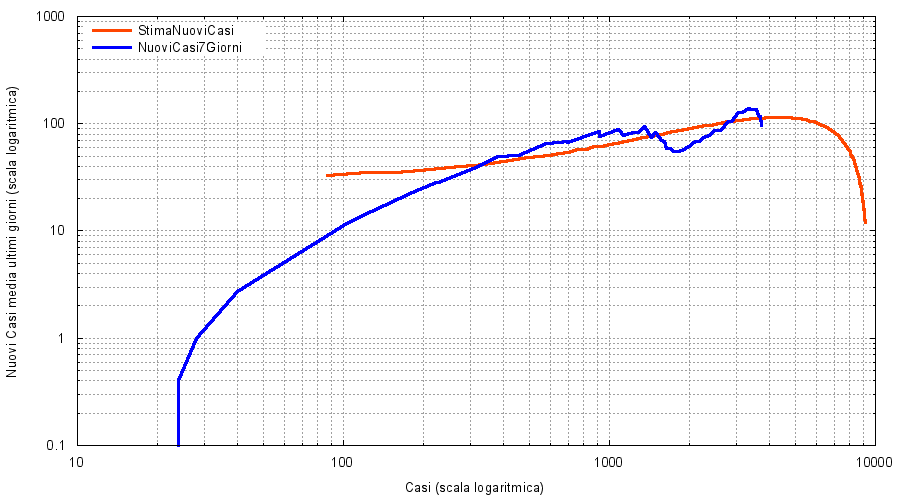 1000
StimaNuoviCasi
NuoviCasi7Giorni
100
10
1
0.1
10 100 1000 10000
Nuovi Casi media ultimi giorni (scala logaritmica)
Casi (scala logaritmica)